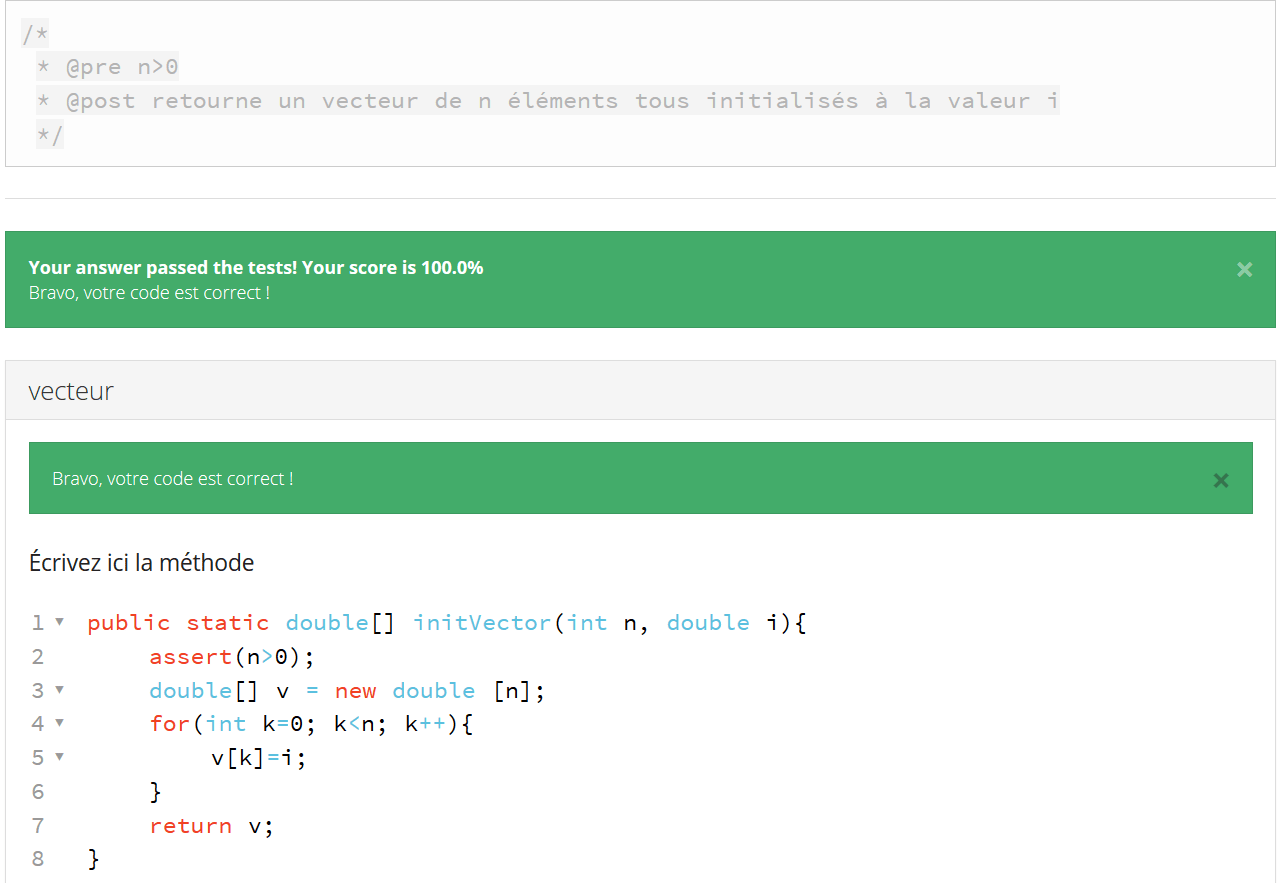 /*
* @pre n>0
* @post retourne un vecteur de n éléments tous initialisés à la valeur i
*/
Your answer passed the tests! Your score is 100.0%
Bravo, votre code est correct !
vecteur
Bravo, votre code est correct !
Écrivez ici la méthode
1 public static double[] initVector(int n, double i){
2 assert(n>0);
3 double[] v = new double [n];
4 for(int k=0; k<n; k++){
5 v[k]=i;
6 }
7 return v;
8 }